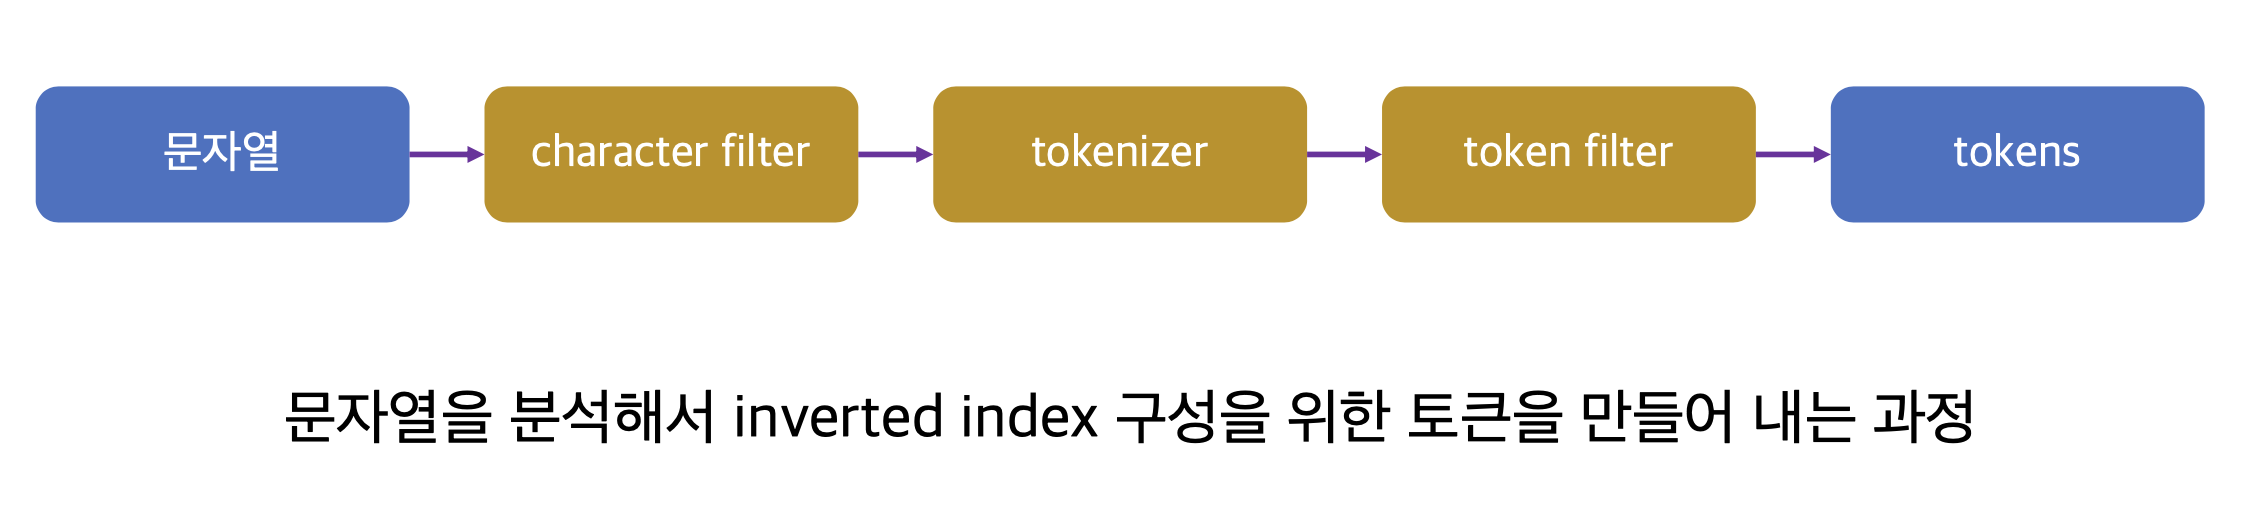 문자열
character filter
tokenizer
token filter
tokens
문자열을 분석해서 inverted index 구성을 위한 토큰을 만들어 내는 과정